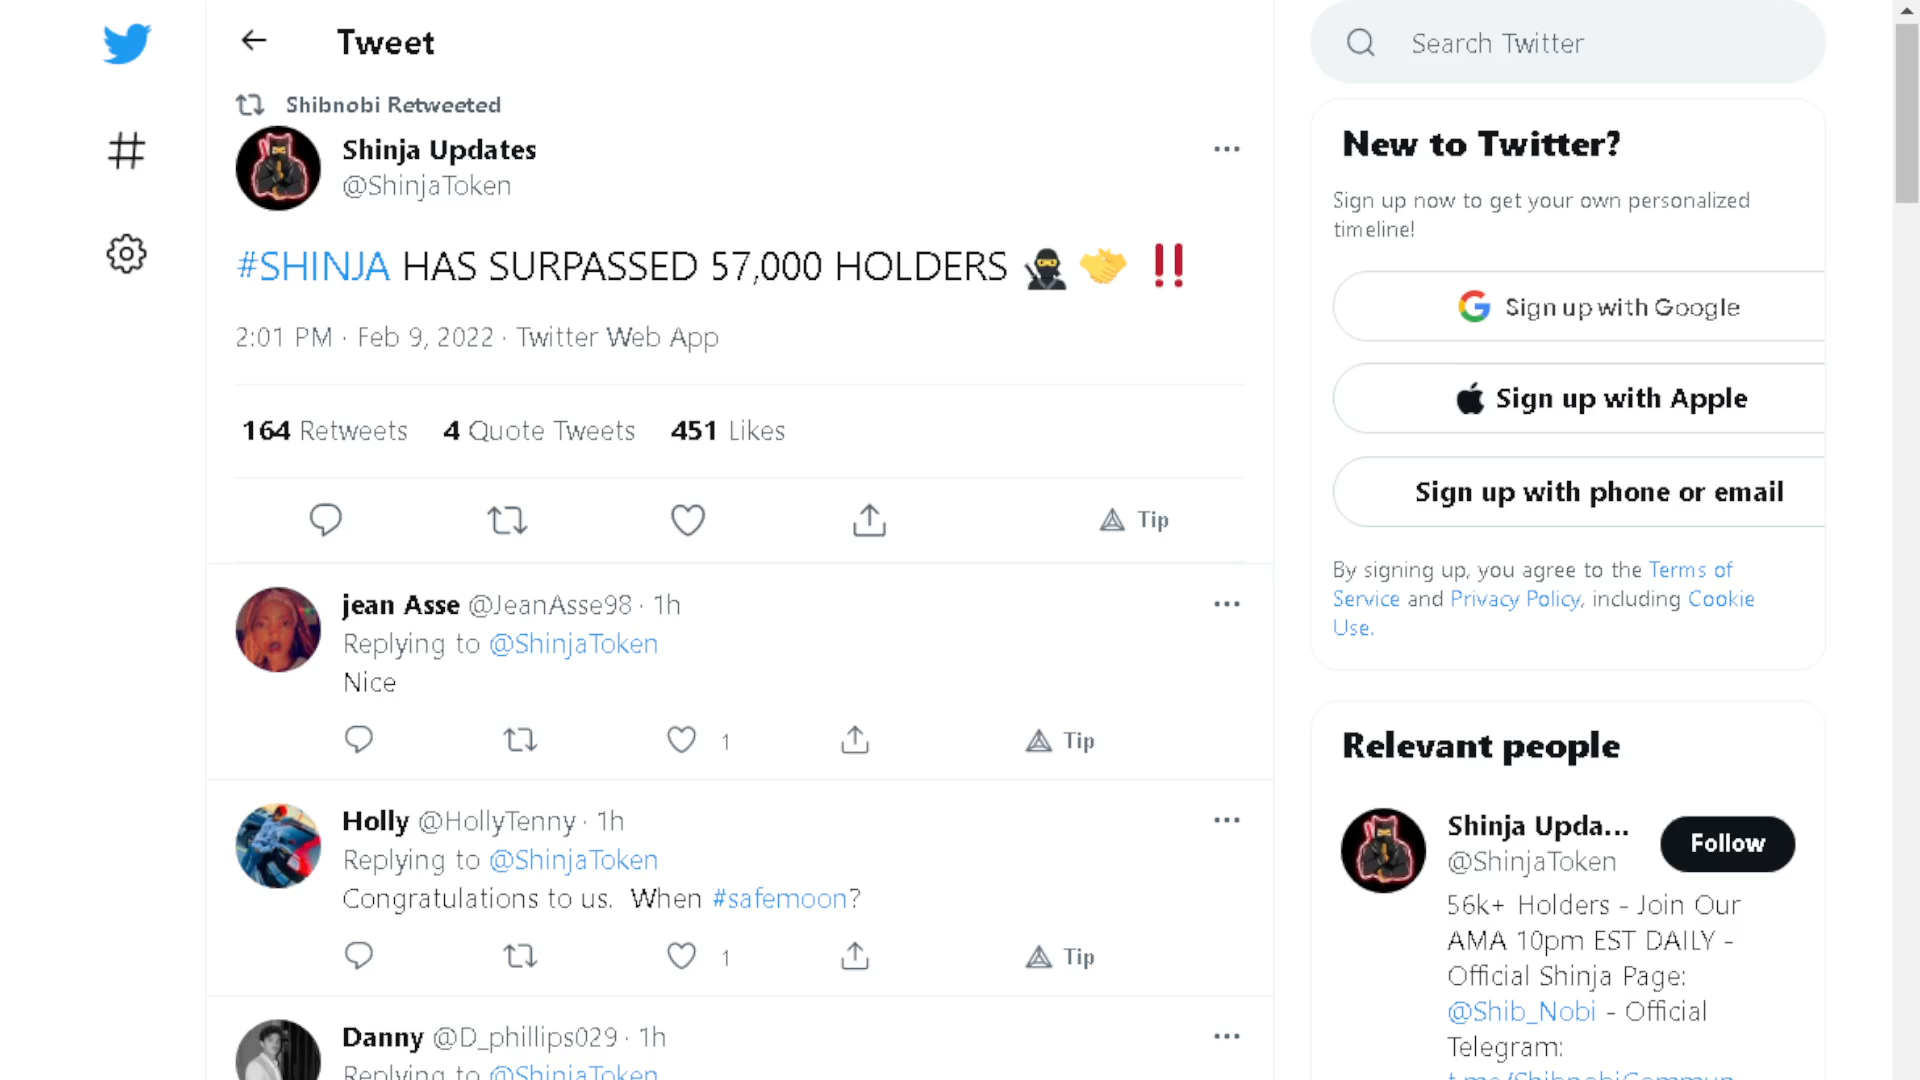 Tweet
Shibnobi Retweeted
Shinja Updates
@ShinjaToken
#SHINJA HAS SURPASSED 57,000 HOLDERS 🥷 🤝 ‼️
2:01 PM · Feb 9, 2022 · Twitter Web App
164 Retweets 4 Quote Tweets 451 Likes
Tip
jean Asse @JeanAsse98 · 1h
Replying to @ShinjaToken
Nice
1 Tip
Holly @HollyTenny · 1h
Replying to @ShinjaToken
Congratulations to us. When #safemoon?
1 Tip
Danny @D_phillips029 · 1h
Replying to @ShinjaToken
Search Twitter
New to Twitter?
Sign up now to get your own personalized
timeline!
Sign up with Google
Sign up with Apple
Sign up with phone or email
By signing up, you agree to the Terms of
Service and Privacy Policy, including Cookie
Use.
Relevant people
Shinja Upda...
@ShinjaToken
Follow
56k+ Holders - Join Our
AMA 10pm EST DAILY -
Official Shinja Page:
@Shib_Nobi - Official
Telegram: